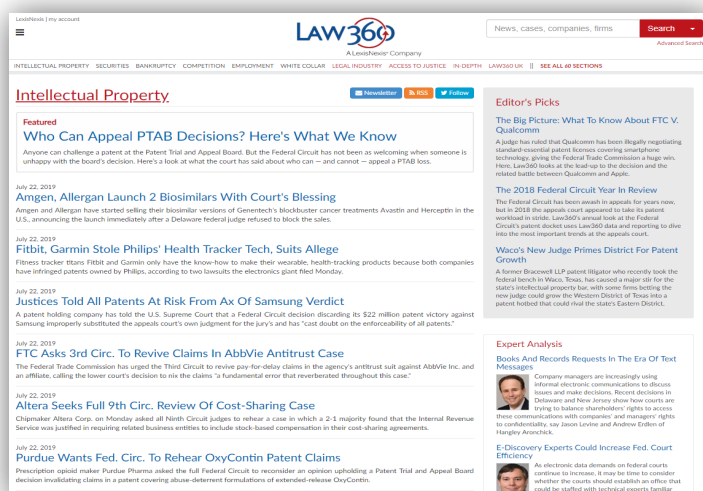 LexisNexis | my account
LAW360
A LexisNexis® Company
News, cases, companies, firms
Search
Advanced Search
INTELLECTUAL PROPERTY SECURITIES BANKRUPTCY COMPETITION EMPLOYMENT WHITE COLLAR LEGAL INDUSTRY ACCESS TO JUSTICE IN-DEPTH LAW360 UK || SEE ALL 60 SECTIONS
Intellectual Property
Newsletter
RSS
Follow
Featured
Who Can Appeal PTAB Decisions? Here's What We Know
Anyone can challenge a patent at the Patent Trial and Appeal Board. But the Federal Circuit has not been as welcoming when someone is
unhappy with the board's decision. Here's a look at what the court has said about who can — and cannot — appeal a PTAB loss.
July 22, 2019
Amgen, Allergan Launch 2 Biosimilars With Court's Blessing
Amgen and Allergan have started selling their biosimilar versions of Genentech's blockbuster cancer treatments Avastin and Herceptin in the
U.S., announcing the launch immediately after a Delaware federal judge refused to block the sales.
July 22, 2019
Fitbit, Garmin Stole Philips' Health Tracker Tech, Suits Allege
Fitness tracker titans Fitbit and Garmin only have the know-how to make their wearable, health-tracking products because both companies
have infringed patents owned by Philips, according to two lawsuits the electronics giant filed Monday.
July 22, 2019
Justices Told All Patents At Risk From Ax Of Samsung Verdict
A patent holding company has told the U.S. Supreme Court that a Federal Circuit decision discarding its $22 million patent victory against
Samsung improperly substituted the appeals court's own judgment for the jury's and has "cast doubt on the enforceability of all patents."
July 22, 2019
FTC Asks 3rd Circ. To Revive Claims In AbbVie Antitrust Case
The Federal Trade Commission has urged the Third Circuit to revive pay-for-delay claims in the agency's antitrust suit against AbbVie Inc. and
an affiliate, calling the lower court's decision to nix the claims "a fundamental error that reverberated throughout this case."
July 22, 2019
Altera Seeks Full 9th Circ. Review Of Cost-Sharing Case
Chipmaker Altera Corp. on Monday asked all Ninth Circuit judges to rehear a case in which a 2-1 majority found that the Internal Revenue
Service was justified in requiring related business entities to include stock-based compensation in their cost-sharing agreements.
July 22, 2019
Purdue Wants Fed. Circ. To Rehear OxyContin Patent Claims
Prescription opioid maker Purdue Pharma asked the full Federal Circuit to reconsider an opinion upholding a Patent Trial and Appeal Board
decision invalidating claims in a patent covering abuse-deterrent formulations of extended-release OxyContin.
Editor's Picks
The Big Picture: What To Know About FTC V.
Qualcomm
A judge has ruled that Qualcomm has been illegally negotiating
standard-essential patent licenses covering smartphone
technology, giving the Federal Trade Commission a huge win.
Here, Law360 looks at the lead-up to the decision and the
related battle between Qualcomm and Apple.
The 2018 Federal Circuit Year In Review
The Federal Circuit has been awash in appeals for years now,
but in 2018 the appeals court appeared to take its patent
workload in stride. Law360's annual look at the Federal
Circuit's patent docket uses Law360 data and reporting to dive
into the most important trends at the appeals court.
Waco's New Judge Primes District For Patent
Growth
A former Bracewell LLP patent litigator who recently took the
federal bench in Waco, Texas, has caused a major stir for the
state's intellectual property bar, with some firms betting the
new judge could grow the Western District of Texas into a
patent hotbed that could rival the state's Eastern District.
Expert Analysis
Books And Records Requests In The Era Of Text
Messages
Company managers are increasingly using
informal electronic communications to discuss
issues and make decisions. Recent decisions in
Delaware and New Jersey show how courts are
trying to balance shareholders' rights to access
these communications with companies' and managers' rights
to confidentiality, say Jason Levine and Andrew Erdlen of
Hangley Aronchick.
E-Discovery Experts Could Increase Fed. Court
Efficiency
As electronic data demands on federal courts
continue to increase, it may be time to consider
whether the courts should establish an office that
could be staffed with technical experts familiar